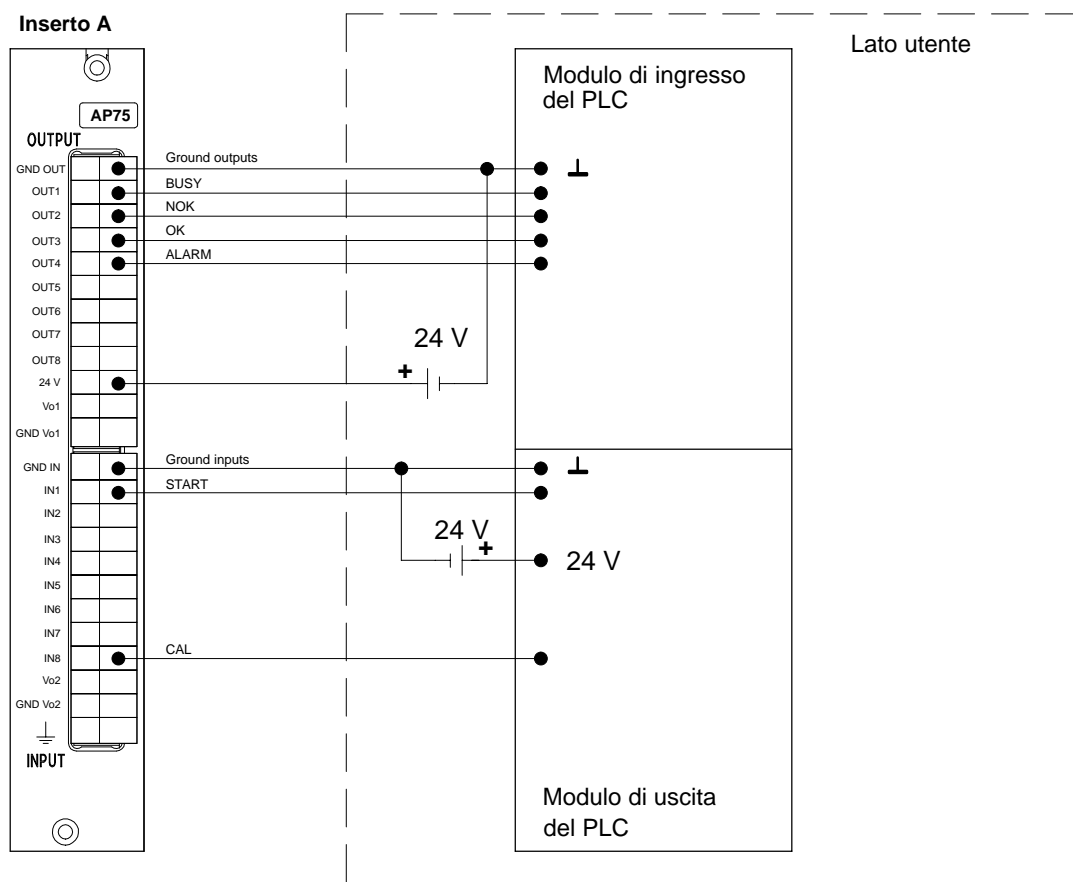 Inserto A
Lato utente
Modulo di ingresso
del PLC
AP75
OUTPUT
GND OUT
Ground outputs
OUT1
BUSY
OUT2
NOK
OUT3
OK
OUT4
ALARM
OUT5
OUT6
OUT7
24 V
OUT8
24 V
+
Vo1
GND Vo1
GND IN
Ground inputs
IN1
START
IN2
IN3
24 V
+
IN4
24 V
IN5
IN6
IN7
IN8
CAL
Vo2
GND Vo2
INPUT
Modulo di uscita
del PLC